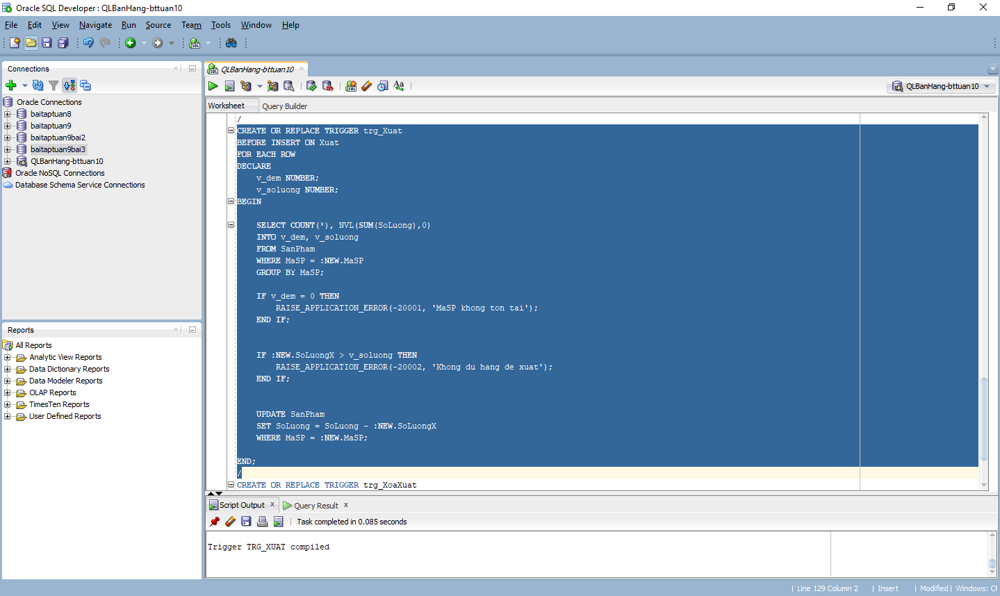 Oracle SQL Developer : QLBanHang-bttuan10
File Edit View Navigate Run Source Team Tools Window Help
Connections
Oracle Connections
baitaptuan8
baitaptuan9
baitaptuan9bai2
baitaptuan9bai3
QLBanHang-bttuan10
Oracle NoSQL Connections
Database Schema Service Connections
Reports
All Reports
Analytic View Reports
Data Dictionary Reports
Data Modeler Reports
OLAP Reports
TimesTen Reports
User Defined Reports
QLBanHang-bttuan10
QLBanHang-bttuan10
Worksheet Query Builder
/
CREATE OR REPLACE TRIGGER trg_Xuat
BEFORE INSERT ON Xuat
FOR EACH ROW
DECLARE
v_dem NUMBER;
v_soluong NUMBER;
BEGIN
SELECT COUNT(*), NVL(SUM(SoLuong),0)
INTO v_dem, v_soluong
FROM SanPham
WHERE MaSP = :NEW.MaSP
GROUP BY MaSP;
IF v_dem = 0 THEN
RAISE_APPLICATION_ERROR(-20001, 'MaSP khong ton tai');
END IF;
IF :NEW.SoLuongX > v_soluong THEN
RAISE_APPLICATION_ERROR(-20002, 'Khong du hang de xuat');
END IF;
UPDATE SanPham
SET SoLuong = SoLuong - :NEW.SoLuongX
WHERE MaSP = :NEW.MaSP;
END;
/
CREATE OR REPLACE TRIGGER trg_XoaXuat
Script Output x Query Result x
Task completed in 0.085 seconds
Trigger TRG_XUAT compiled
Line 129 Column 2 | Insert | Modified | Windows: